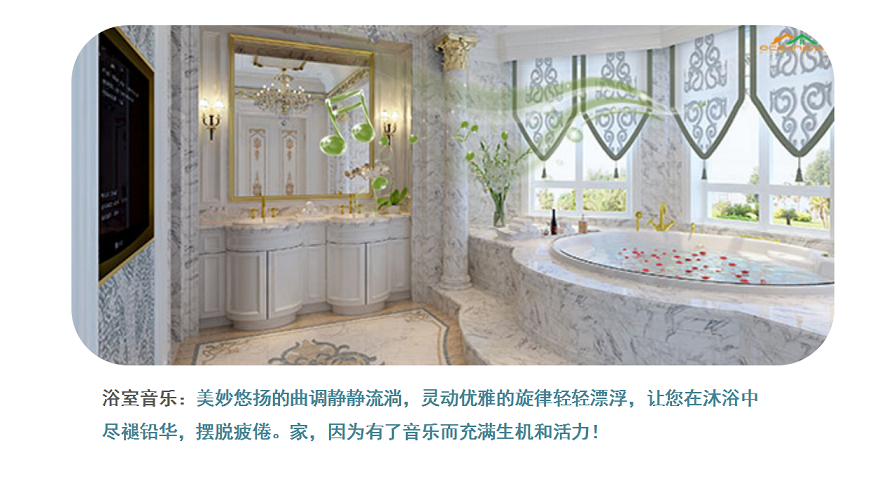 浴室音乐：美妙悠扬的曲调静静流淌，灵动优雅的旋律轻轻漂浮，让您在沐浴中
尽褪铅华，摆脱疲倦。家，因为有了音乐而充满生机和活力！